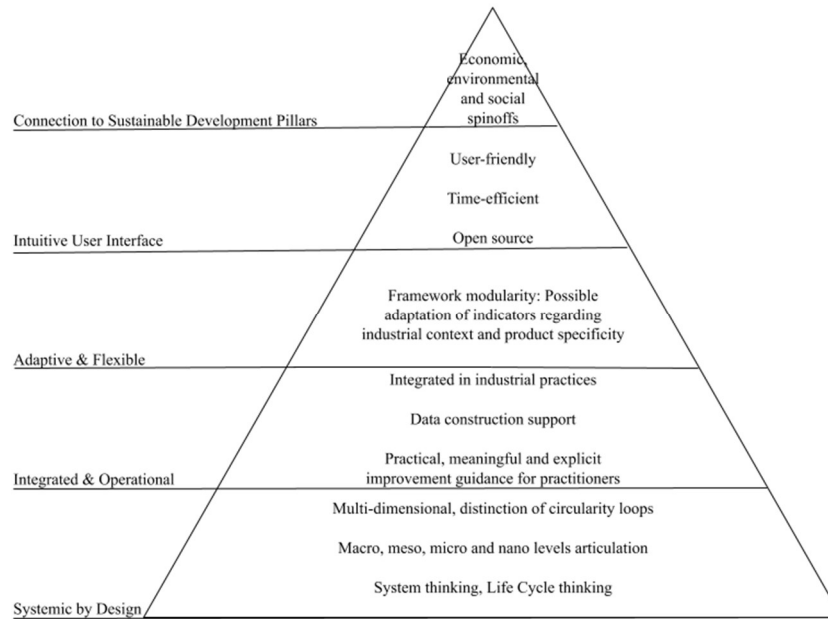 Economic,
environmental
and social
spinoffs
Connection to Sustainable Development Pillars
User-friendly
Time-efficient
Open source
Intuitive User Interface
Framework modularity: Possible
adaptation of indicators regarding
industrial context and product specificity
Adaptive & Flexible
Integrated in industrial practices
Data construction support
Practical, meaningful and explicit
improvement guidance for practitioners
Integrated & Operational
Multi-dimensional, distinction of circularity loops
Macro, meso, micro and nano levels articulation
System thinking, Life Cycle thinking
Systemic by Design